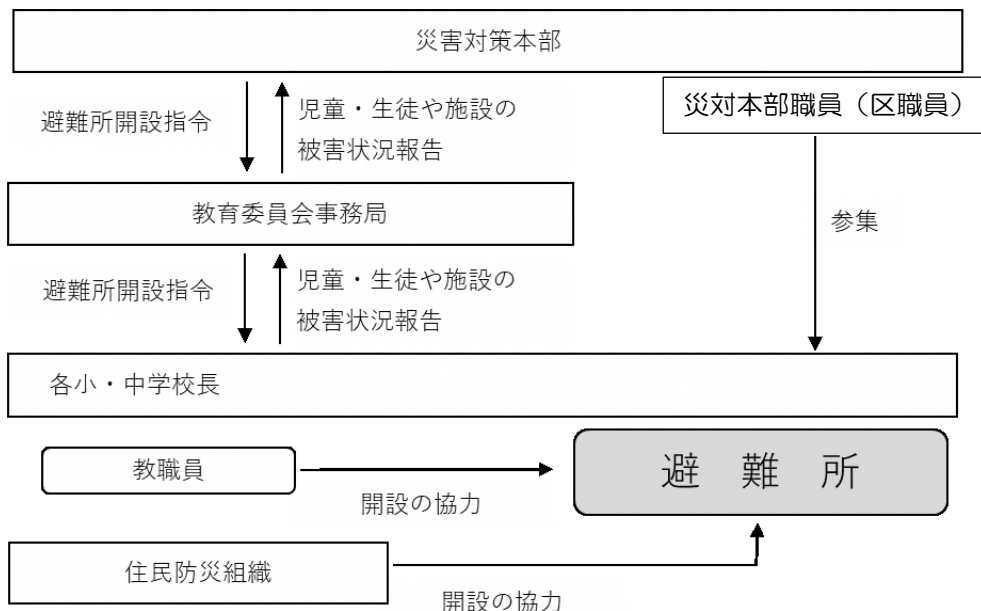 災害対策本部
災対本部職員（区職員）
避難所開設指令
児童・生徒や施設の
被害状況報告
教育委員会事務局
参集
避難所開設指令
児童・生徒や施設の
被害状況報告
各小・中学校長
教職員
開設の協力
避難所
住民防災組織
開設の協力